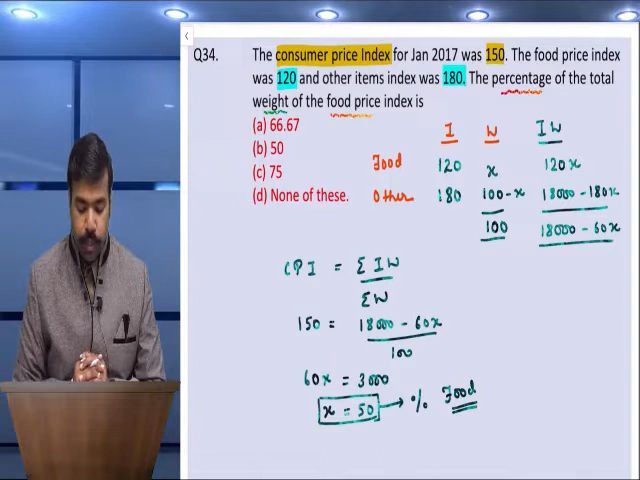 Q34. The consumer price Index for Jan 2017 was 150. The food price index
was 120 and other items index was 180. The percentage of the total
weight of the food price index is
(a) 66.67
(b) 50
(c) 75
(d) None of these.
I W IW
Food 120 x 120x
Other 180 100-x 18000-180x
100 18000-60x
CPI = Σ IW
Σ W
150 = 18000-60x
100
60x = 3000
x = 50 → % Food